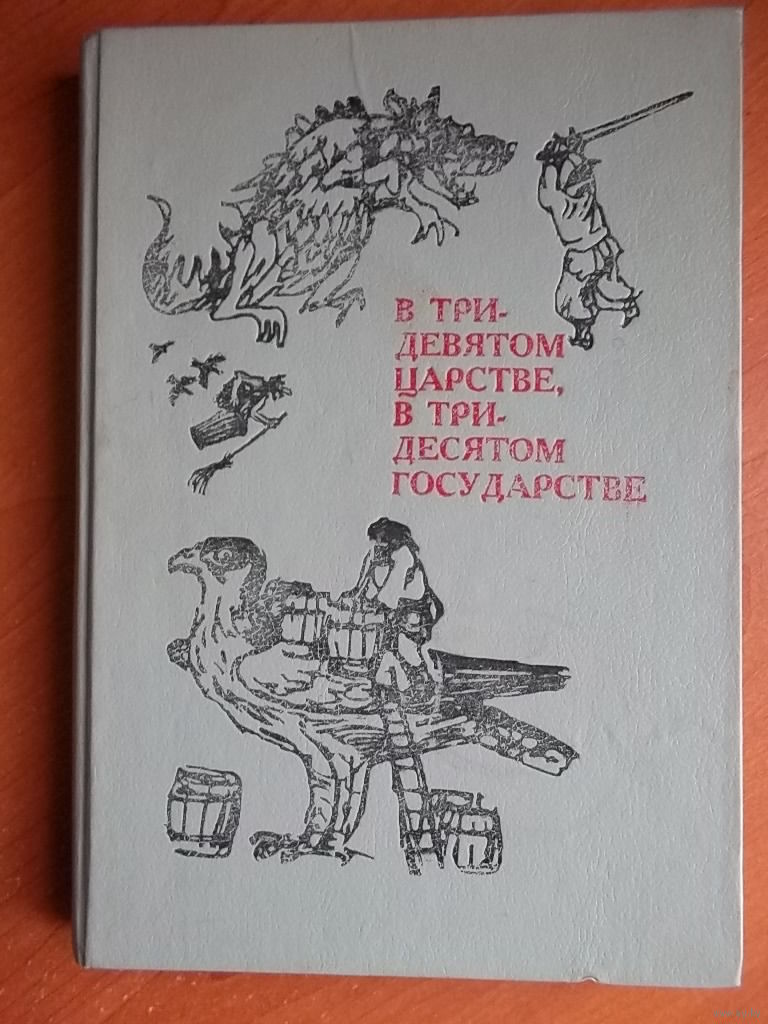 В ТРИ-
ДЕВЯТОМ
ЦАРСТВЕ,
В ТРИ-
ДЕСЯТОМ
ГОСУДАРСТВЕ